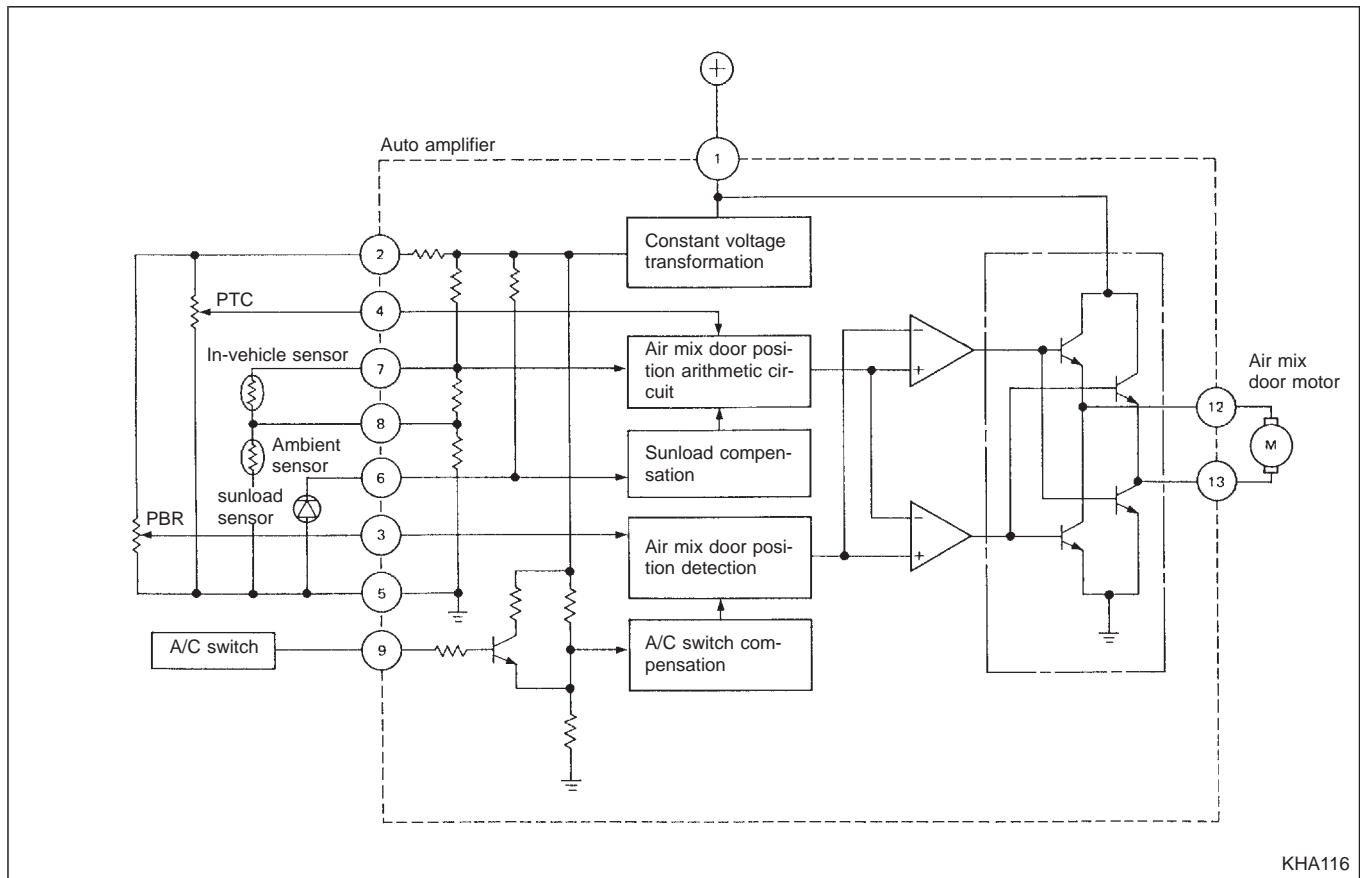 Auto amplifier
1
Constant voltage
transformation
2
PTC
4
In-vehicle sensor
7
Air mix door posi-
tion arithmetic cir-
cuit
8
Ambient
sensor
6
Sunload compen-
sation
sunload
sensor
PBR
3
Air mix door posi-
tion detection
5
A/C switch
9
A/C switch com-
pensation
−
+
−
+
Air mix
door motor
12
M
13
KHA116